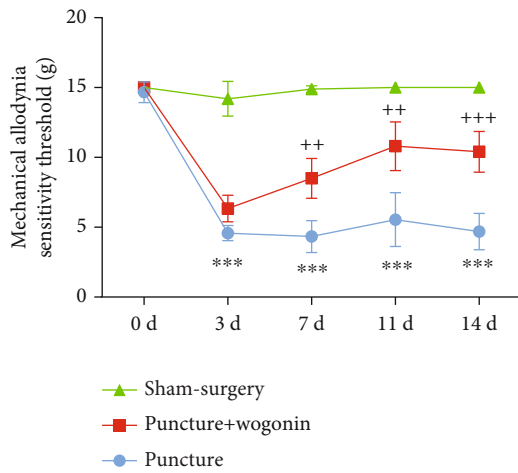 Mechanical allodynia
sensitivity threshold (g)
20
15
10
5
0
++
++
+++
***
***
***
***
0 d
3 d
7 d
11 d
14 d
Sham-surgery
Puncture+wogonin
Puncture